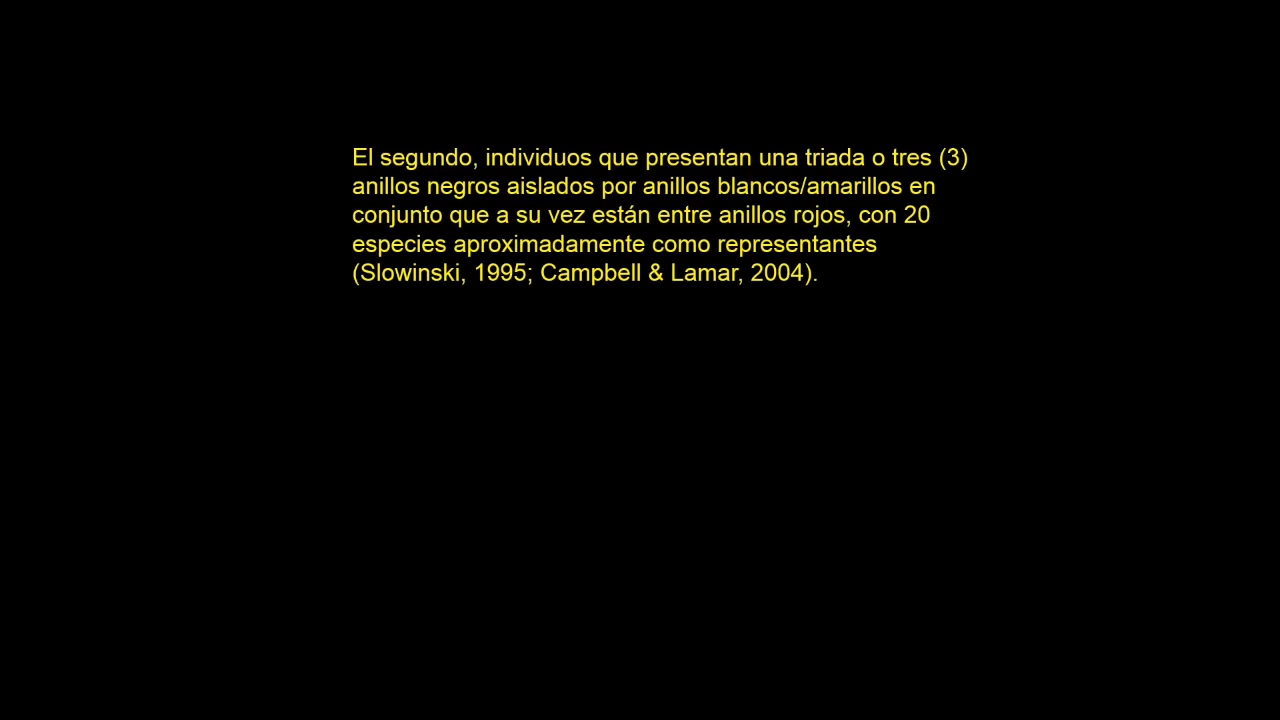 El segundo, individuos que presentan una triada o tres (3)
anillos negros aislados por anillos blancos/amarillos en
conjunto que a su vez están entre anillos rojos, con 20
especies aproximadamente como representantes
(Slowinski, 1995; Campbell & Lamar, 2004).